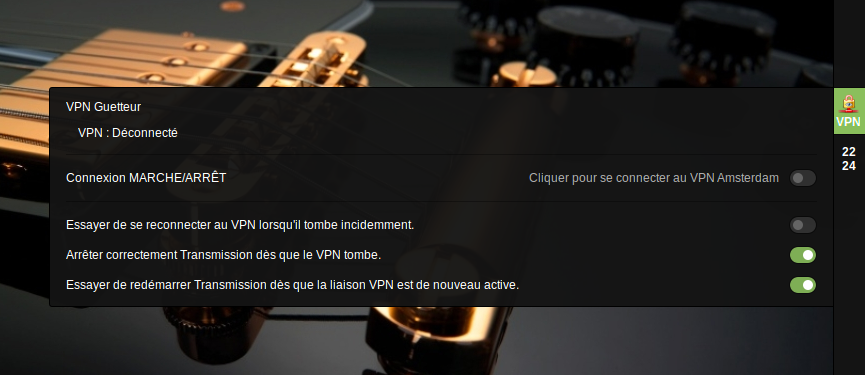 VPN Guetteur
VPN : Déconnecté
Connexion MARCHE/ARRÊT
Cliquer pour se connecter au VPN Amsterdam
Essayer de se reconnecter au VPN lorsqu'il tombe incidemment.
Arrêter correctement Transmission dès que le VPN tombe.
Essayer de redémarrer Transmission dès que la liaison VPN est de nouveau active.
VPN
22
24